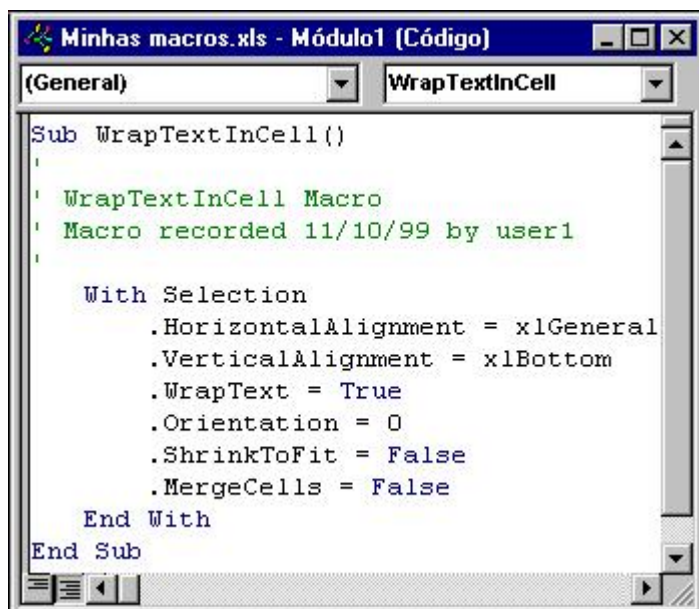 Minhas macros.xls - Módulo1 (Código)
(General) WrapTextInCell
Sub WrapTextInCell()
'
' WrapTextInCell Macro
' Macro recorded 11/10/99 by user1
'
With Selection
.HorizontalAlignment = xlGeneral
.VerticalAlignment = xlBottom
.WrapText = True
.Orientation = 0
.ShrinkToFit = False
.MergeCells = False
End With
End Sub